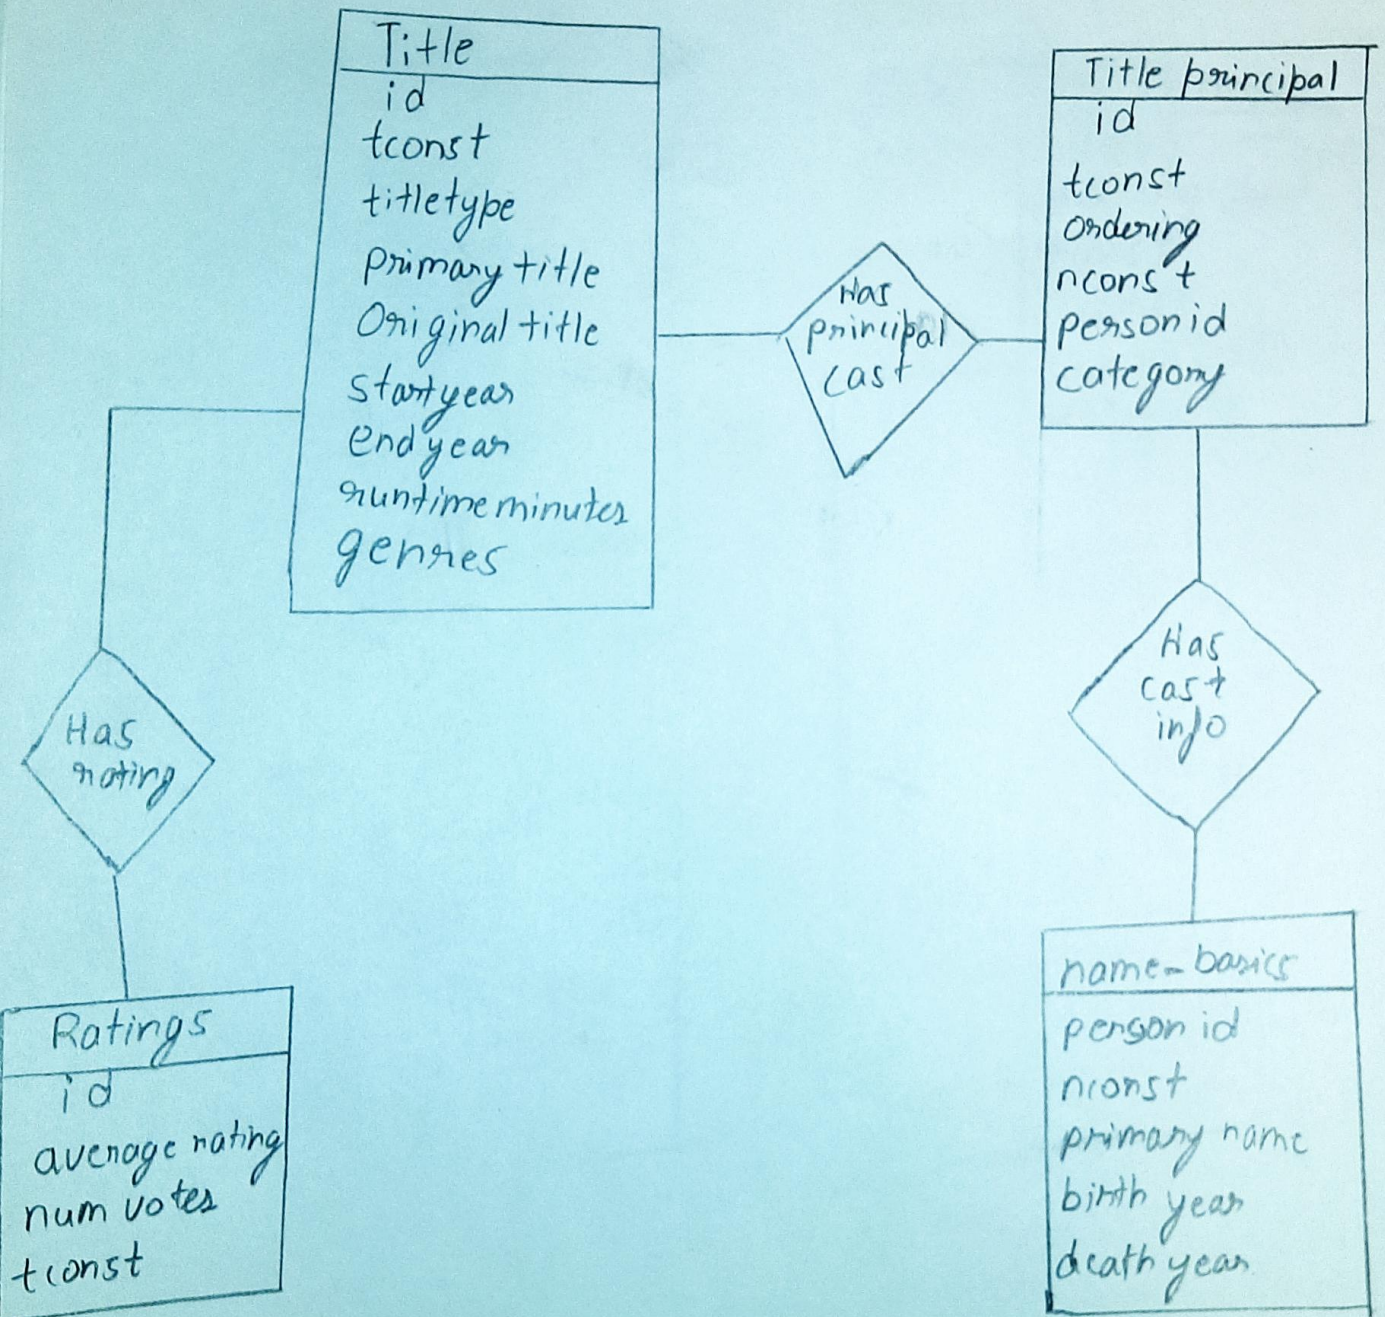 Title
id
tconst
titletype
primary title
Original title
startyear
endyear
runtimeminutes
genres
Has
principal
cast
Title principal
id
tconst
ordering
nconst
personid
category
Has
rating
Has
cast
info
Ratings
id
average rating
num votes
tconst
name-basics
person id
nconst
primary name
birth year
death year